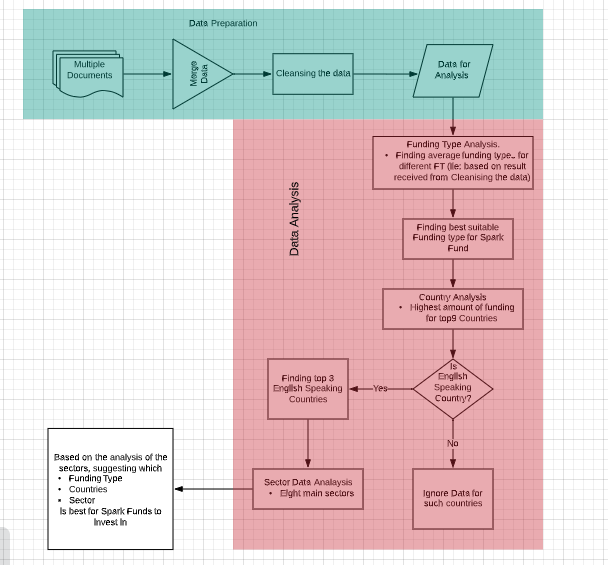 Data Preparation
Multiple
Documents
Merge
Data
Cleansing the data
Data for
Analysis
Data Analysis
Funding Type Analysis.
• Finding average funding type.. for
different FT (Iie: based on result
received from Cleanising the data)
Finding best suitable
Funding type for Spark
Fund
Country Analysis
• Highest amount of funding
for top9 Countries
Is
English
Speaking
Country?
Yes
No
Finding top 3
English Speaking
Countries
Sector Data Analaysis
• Eight main sectors
Ignore Data for
such countries
Based on the analysis of the
sectors, suggesting which
• Funding Type
• Countries
• Sector
is best for Spark Funds to
Invest in